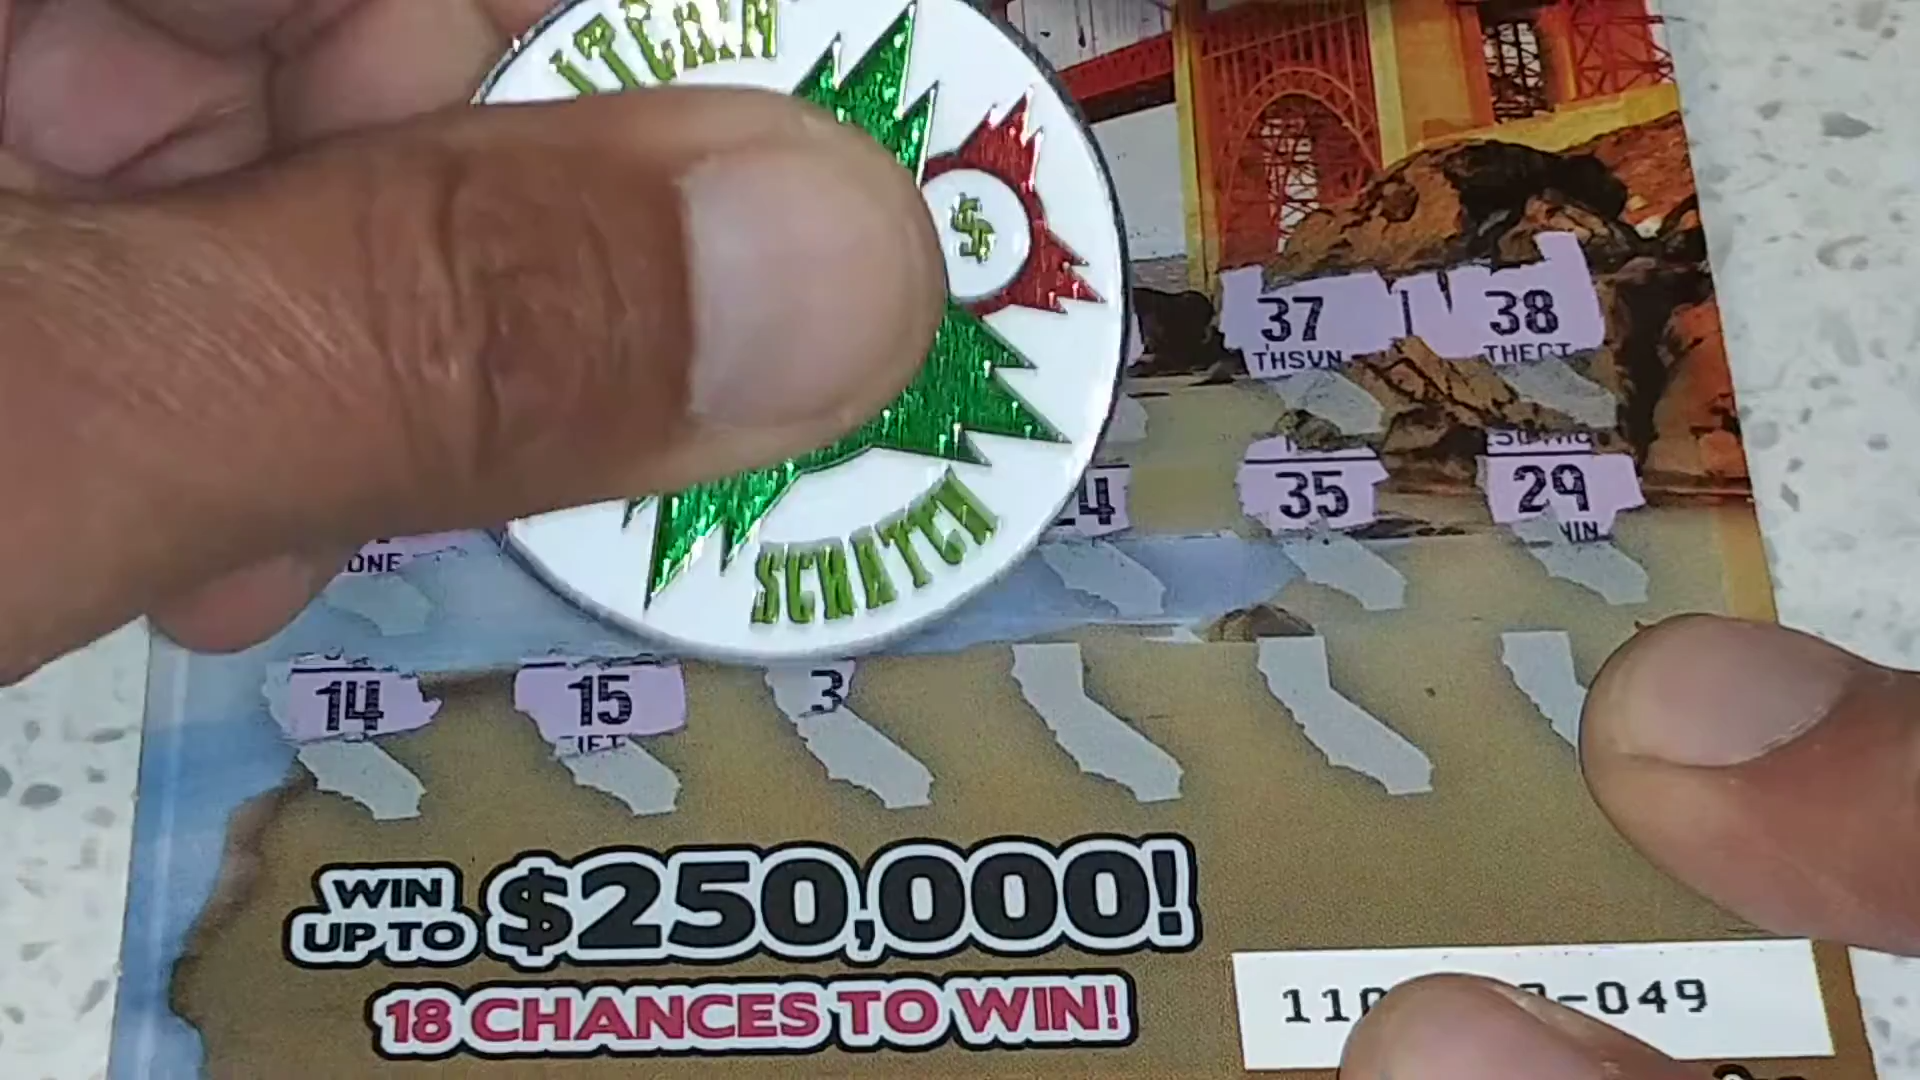 $
37
38
THSVN
SCRATCH
35
29
ONE
14
15
3
WIN
UP TO
$250,000!
18 CHANCES TO WIN!
-049